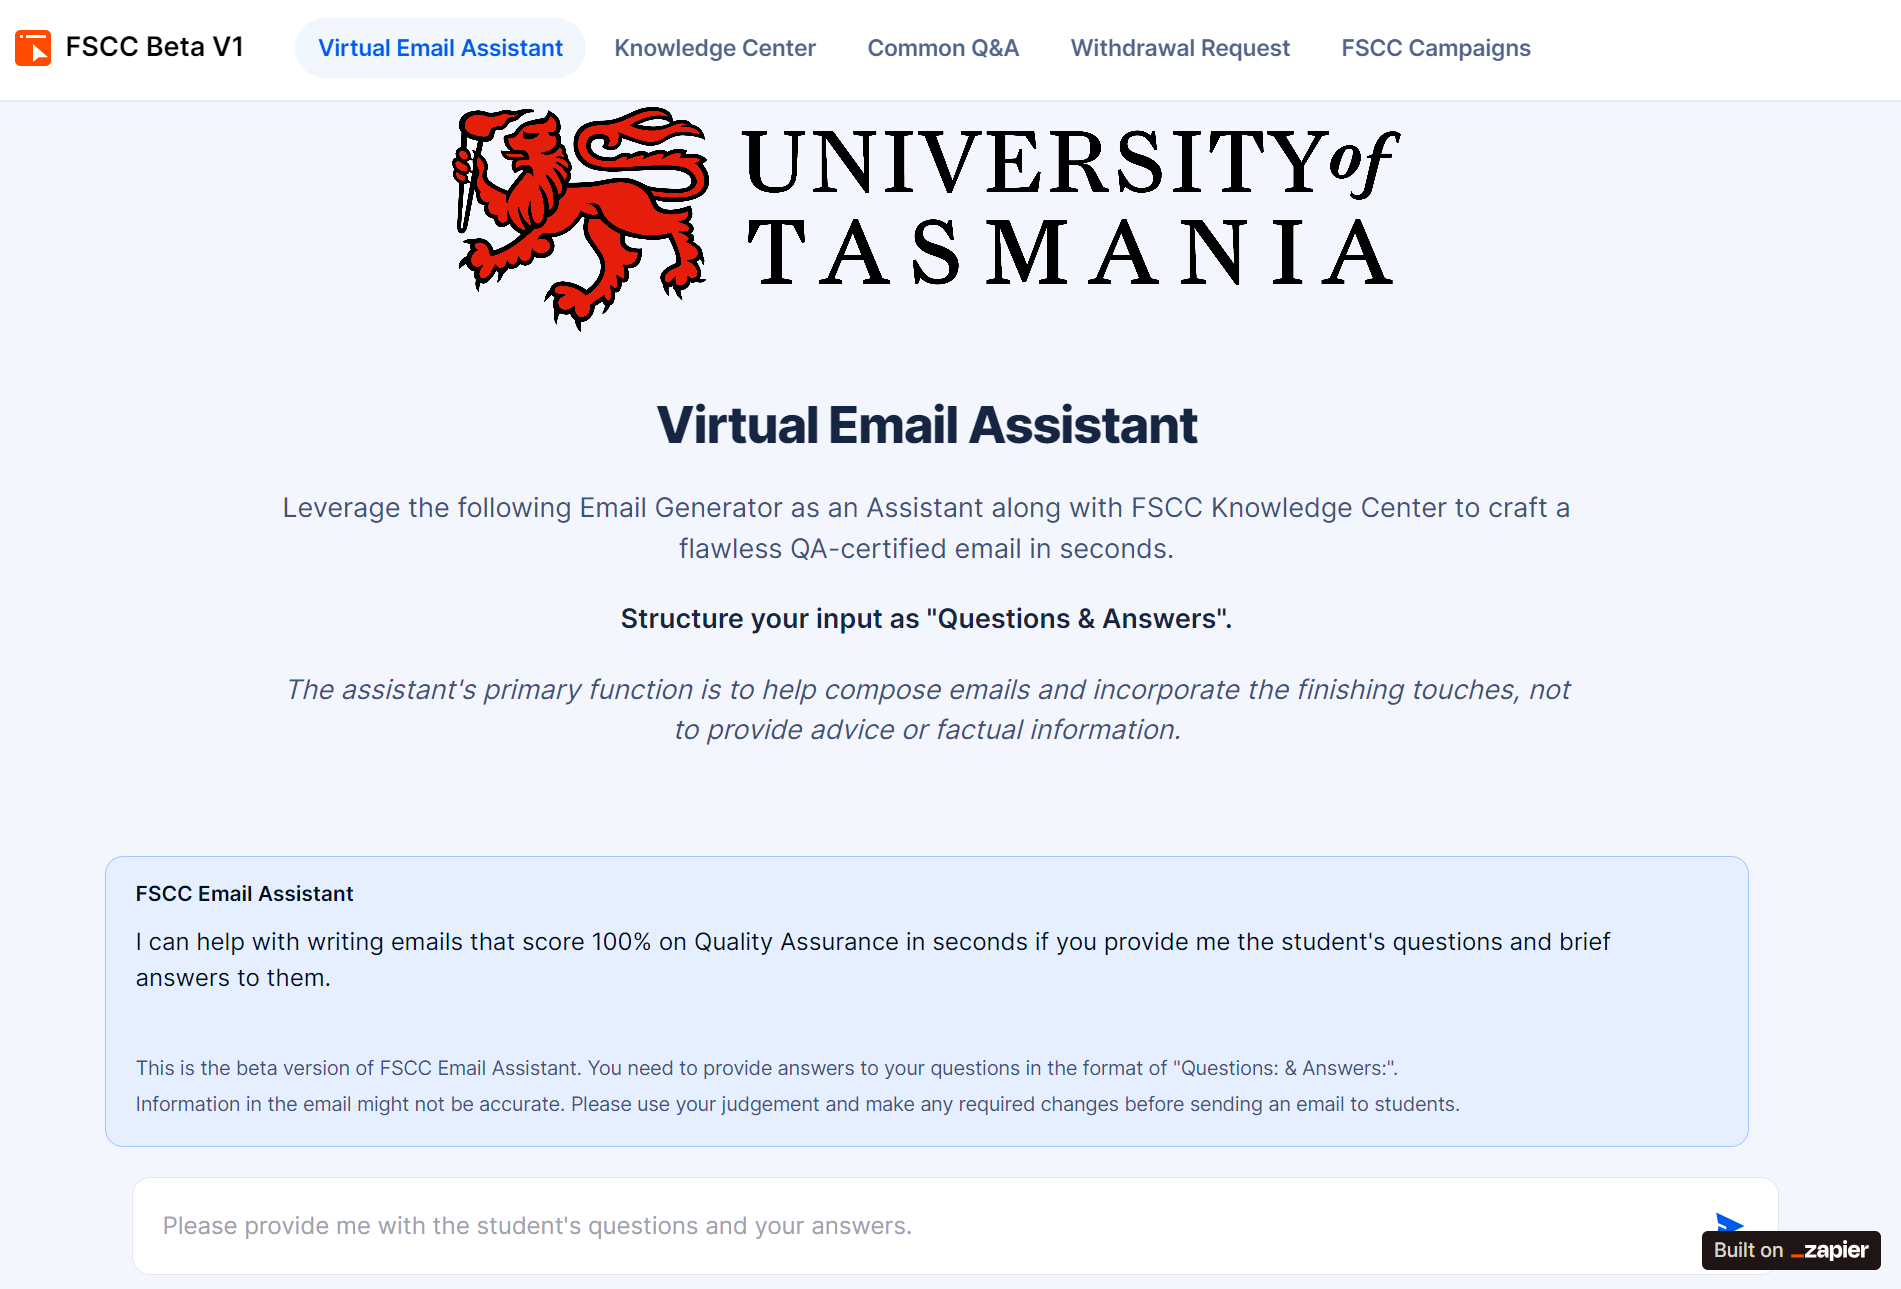 FSCC Beta V1
Virtual Email Assistant
Knowledge Center
Common Q&A
Withdrawal Request
FSCC Campaigns
UNIVERSITY of
TASMANIA
Virtual Email Assistant
Leverage the following Email Generator as an Assistant along with FSCC Knowledge Center to craft a
flawless QA-certified email in seconds.
Structure your input as "Questions & Answers".
The assistant's primary function is to help compose emails and incorporate the finishing touches, not
to provide advice or factual information.
FSCC Email Assistant
I can help with writing emails that score 100% on Quality Assurance in seconds if you provide me the student's questions and brief
answers to them.
This is the beta version of FSCC Email Assistant. You need to provide answers to your questions in the format of "Questions: & Answers:".
Information in the email might not be accurate. Please use your judgement and make any required changes before sending an email to students.
Please provide me with the student's questions and your answers.
Built on _zapier